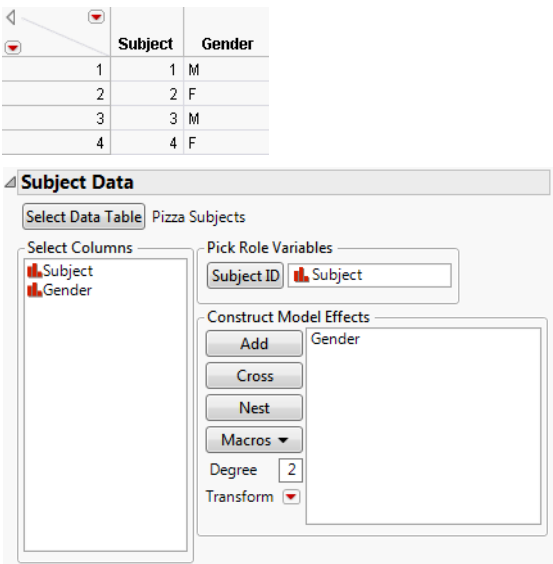 Subject Gender
1 1 M
2 2 F
3 3 M
4 4 F
Subject Data
Select Data Table Pizza Subjects
Select Columns
Subject
Gender
Pick Role Variables
Subject ID Subject
Construct Model Effects
Add
Cross
Nest
Macros
Degree 2
Transform
Gender